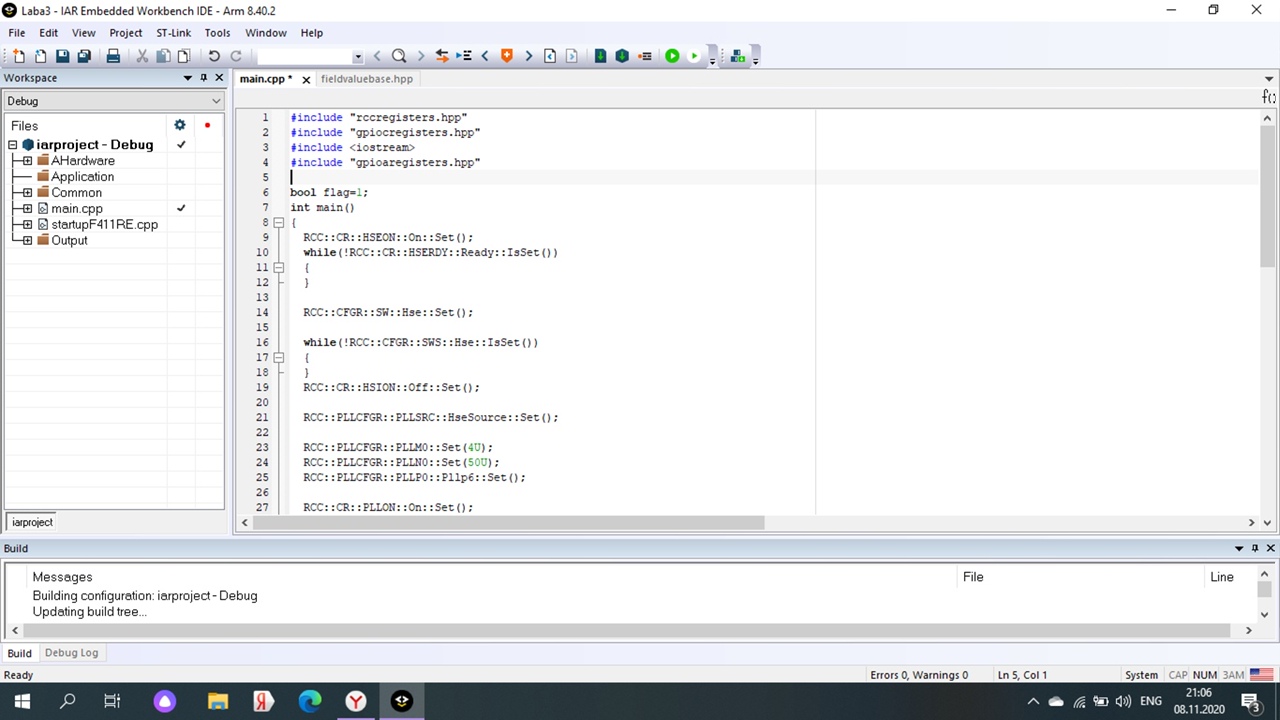 Laba3 - IAR Embedded Workbench IDE - Arm 8.40.2
File Edit View Project ST-Link Tools Window Help
Workspace
main.cpp * fieldvaluebase.hpp
Debug
Files
iarproject - Debug
AHardware
Application
Common
main.cpp
startupF411RE.cpp
Output
iarproject
1 #include "rccregisters.hpp"
2 #include "gpiocregisters.hpp"
3 #include <iostream>
4 #include "gpioaregisters.hpp"
5
6 bool flag=1;
7 int main()
8 {
9 RCC::CR::HSEON::On::Set();
10 while(!RCC::CR::HSERDY::Ready::IsSet())
11 {
12 }
13
14 RCC::CFGR::SW::Hse::Set();
15
16 while(!RCC::CFGR::SWS::Hse::IsSet())
17 {
18 }
19 RCC::CR::HSION::Off::Set();
20
21 RCC::PLLCFGR::PLLSRC::HseSource::Set();
22
23 RCC::PLLCFGR::PLLM0::Set(4U);
24 RCC::PLLCFGR::PLLN0::Set(50U);
25 RCC::PLLCFGR::PLLP0::Pllp6::Set();
26
27 RCC::CR::PLLON::On::Set();
Build
Messages File Line
Building configuration: iarproject - Debug
Updating build tree...
Build Debug Log
Ready Errors 0, Warnings 0 Ln 5, Col 1 System CAP NUM ЗАМ
ENG 21:06
08.11.2020
3